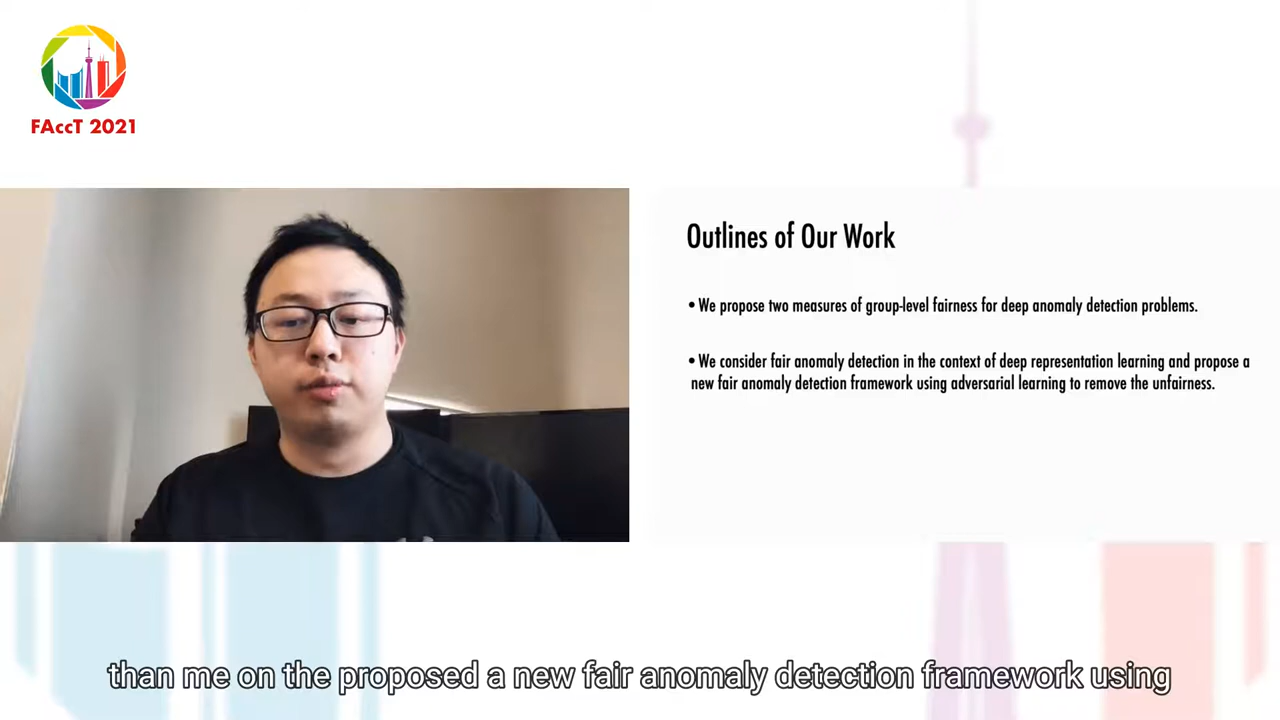 FAccT 2021
Outlines of Our Work
• We propose two measures of group-level fairness for deep anomaly detection problems.
• We consider fair anomaly detection in the context of deep representation learning and propose a
new fair anomaly detection framework using adversarial learning to remove the unfairness.
than me on the proposed a new fair anomaly detection framework using